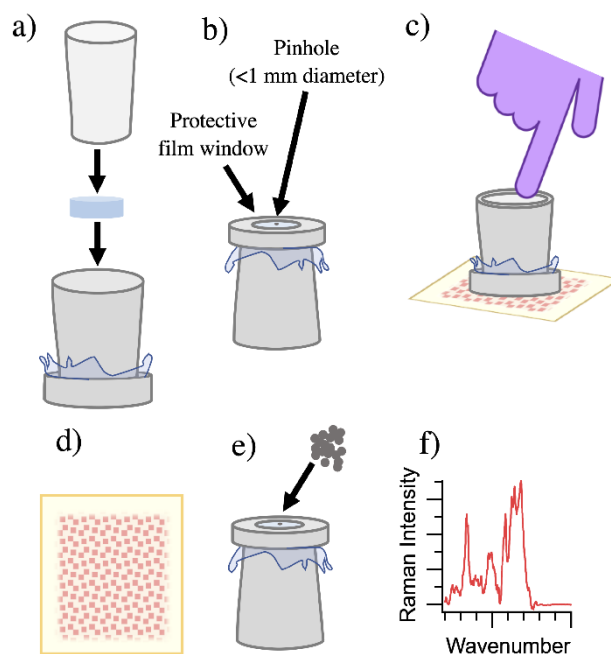 a)
b)
Pinhole
(<1 mm diameter)
Protective
film window
c)
d)
e)
f)
Raman Intensity
Wavenumber